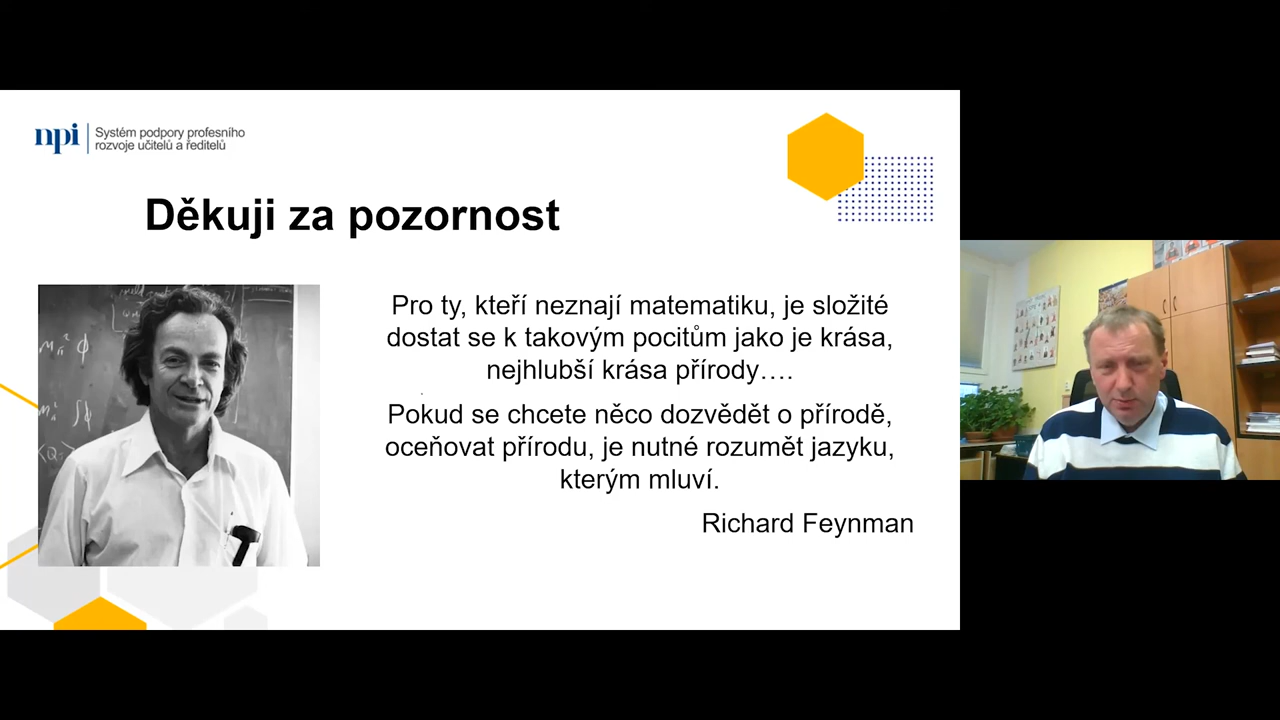 npi
Systém podpory profesního
rozvoje učitelů a ředitelů
Děkuji za pozornost
Pro ty, kteří neznají matematiku, je složité
dostat se k takovým pocitům jako je krása,
nejhlubší krása přírody….
Pokud se chcete něco dozvědět o přírodě,
oceňovat přírodu, je nutné rozumět jazyku,
kterým mluví.
Richard Feynman